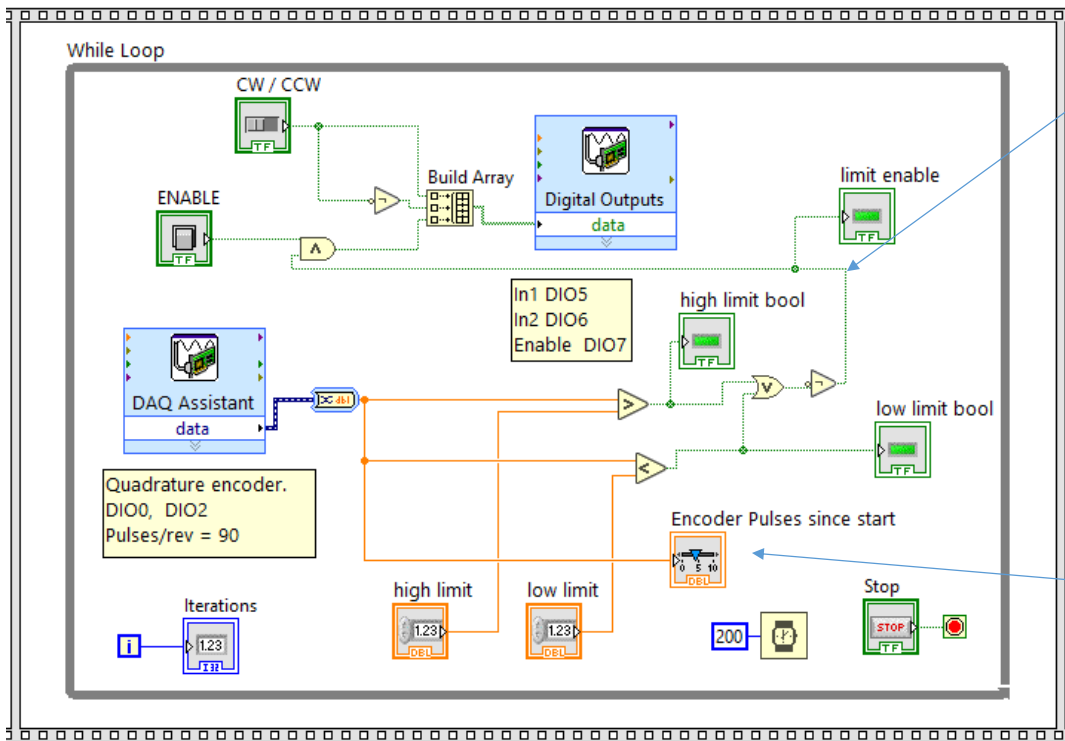 While Loop
CW / CCW
TF
ENABLE
TF
Build Array
Digital Outputs
data
limit enable
TF
In1 DIO5
In2 DIO6
Enable DIO7
high limit bool
TF
DAQ Assistant
data
dbl
low limit bool
TF
Quadrature encoder.
DIO0, DIO2
Pulses/rev = 90
Encoder Pulses since start
0 5 10
DBL
Iterations
i
1.23
I32
high limit
1.23
DBL
low limit
1.23
DBL
200
Stop
STOP
TF